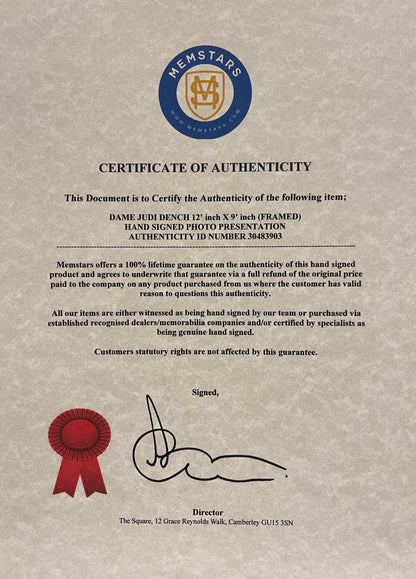 MEMSTARS
MS
WWW.MEMSTARS.COM
CERTIFICATE OF AUTHENTICITY
This Document is to Certify the Authenticity of the following item;
DAME JUDI DENCH 12' inch X 9' inch (FRAMED)
HAND SIGNED PHOTO PRESENTATION
AUTHENTICITY ID NUMBER 30483903
Memstars offers a 100% lifetime guarantee on the authenticity of this hand signed
product and agrees to underwrite that guarantee via a full refund of the original price
paid to the company on any product purchased from us where the customer has valid
reason to questions this authenticity.
All our items are either witnessed as being hand signed by our team or purchased via
established recognised dealers/memorabilia companies and/or certified by specialists as
being genuine hand signed.
Customers statutory rights are not affected by this guarantee.
Signed,
Director
The Square, 12 Grace Reynolds Walk, Camberley GU15 3SN